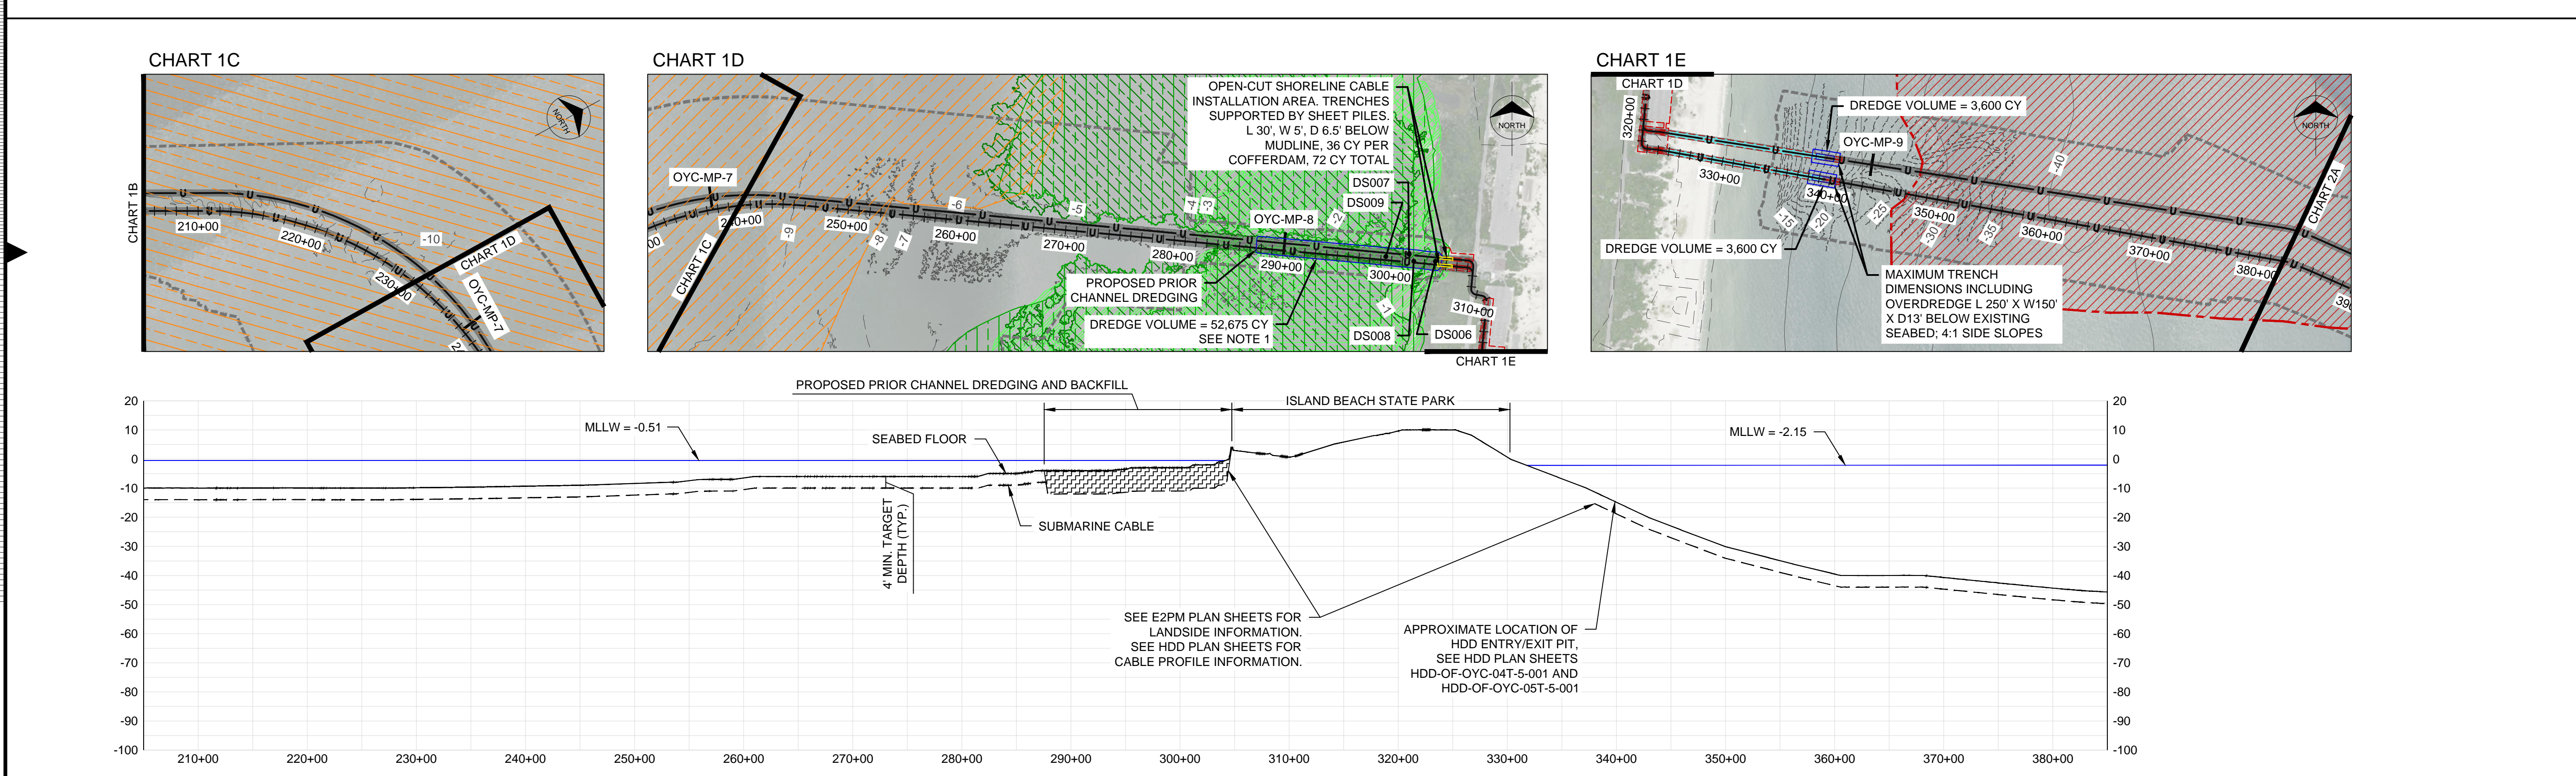 CHART 1C
NORTH
CHART 1B
210+00
220+00
-10
CHART 1D
230+00
OYC-MP-7
CHART 1D
OPEN-CUT SHORELINE CABLE
INSTALLATION AREA. TRENCHES
SUPPORTED BY SHEET PILES.
L 30', W 5', D 6.5' BELOW
MUDLINE, 36 CY PER
COFFERDAM, 72 CY TOTAL
NORTH
OYC-MP-7
240+00
CHART 1C
-9
250+00
-8
-7
-6
260+00
-5
270+00
280+00
-4
-3
OYC-MP-8
-2
290+00
300+00
-1
DS007
DS009
PROPOSED PRIOR
CHANNEL DREDGING
DREDGE VOLUME = 52,675 CY
SEE NOTE 1
DS008
DS006
310+00
CHART 1E
CHART 1E
CHART 1D
320+00
DREDGE VOLUME = 3,600 CY
OYC-MP-9
NORTH
330+00
340+00
-15
-20
-25
-30
-35
-40
350+00
360+00
370+00
380+00
CHART 2A
DREDGE VOLUME = 3,600 CY
MAXIMUM TRENCH
DIMENSIONS INCLUDING
OVERDREDGE L 250' X W150'
X D13' BELOW EXISTING
SEABED; 4:1 SIDE SLOPES
PROPOSED PRIOR CHANNEL DREDGING AND BACKFILL
ISLAND BEACH STATE PARK
MLLW = -0.51
SEABED FLOOR
MLLW = -2.15
4' MIN. TARGET
DEPTH (TYP.)
SUBMARINE CABLE
SEE E2PM PLAN SHEETS FOR
LANDSIDE INFORMATION.
SEE HDD PLAN SHEETS FOR
CABLE PROFILE INFORMATION.
APPROXIMATE LOCATION OF
HDD ENTRY/EXIT PIT,
SEE HDD PLAN SHEETS
HDD-OF-OYC-04T-5-001 AND
HDD-OF-OYC-05T-5-001
20
10
0
-10
-20
-30
-40
-50
-60
-70
-80
-90
-100
20
10
0
-10
-20
-30
-40
-50
-60
-70
-80
-90
-100
210+00 220+00 230+00 240+00 250+00 260+00 270+00 280+00 290+00 300+00 310+00 320+00 330+00 340+00 350+00 360+00 370+00 380+00